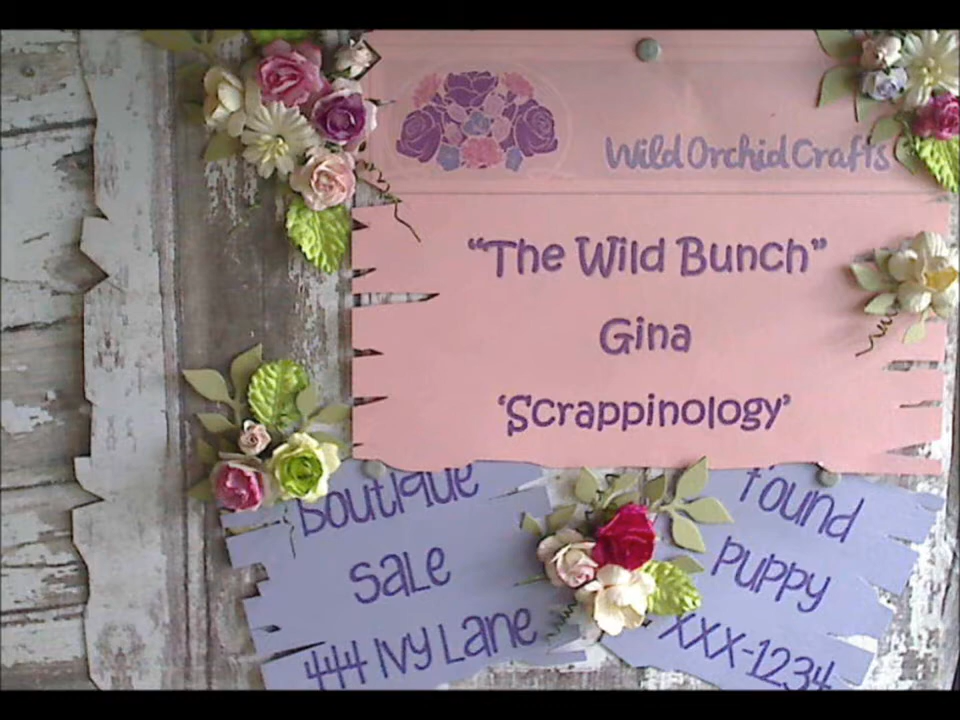 Wild Orchid Crafts
“The Wild Bunch”
Gina
‘Scrappinology’
Boutique
Sale
444 Ivy Lane
found
puppy
XXX-1234